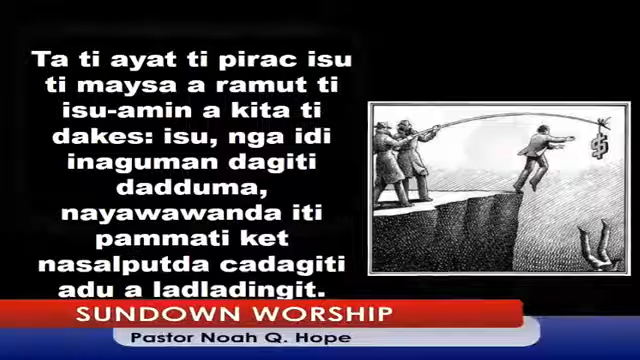 Ta ti ayat ti pirac isu
ti maysa a ramut ti
isu-amin a kita ti
dakes: isu, nga idi
inaguman dagiti
dadduma,
nayawawanda iti
pammati ket
nasalputda cadagiti
adu a ladladingit.
$
SUNDOWN WORSHIP
Pastor Noah Q. Hope